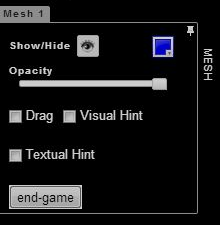 Mesh 1
Show/Hide
MESH
Opacity
Drag Visual Hint
Textual Hint
end-game